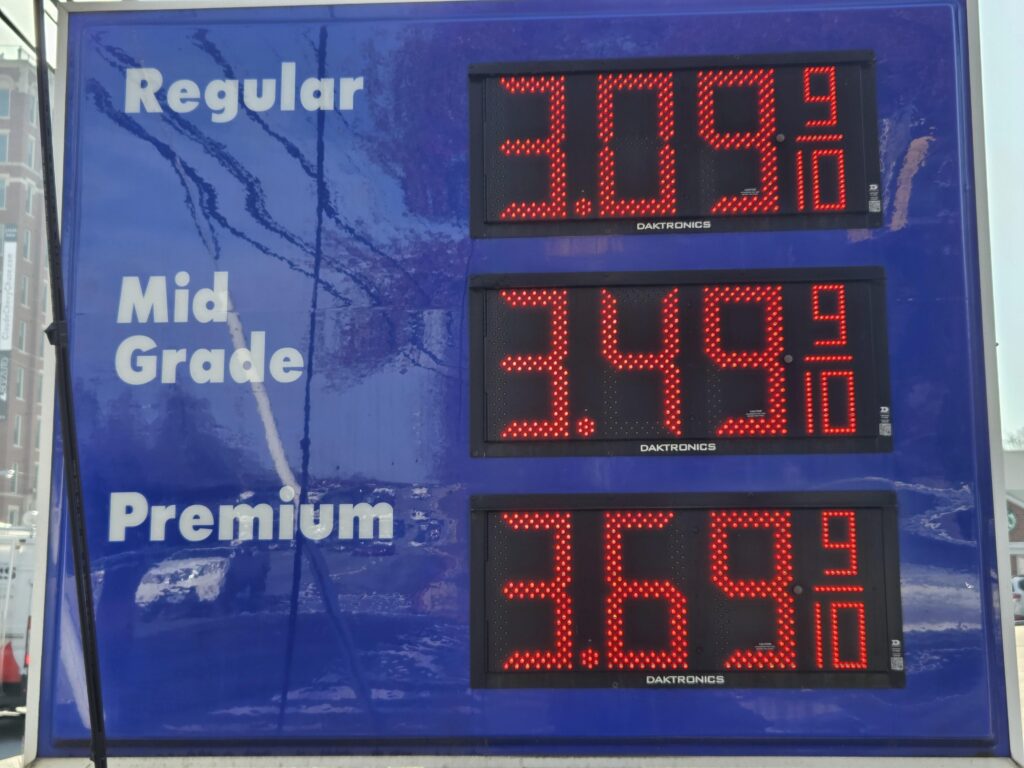 Regular
3.09 9/10
DAKTRONICS
Mid
Grade
3.49 9/10
DAKTRONICS
Premium
3.69 9/10
DAKTRONICS